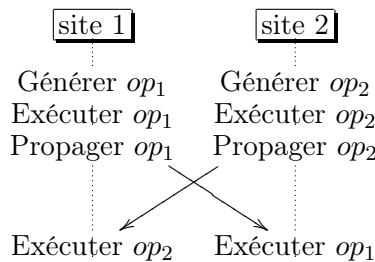 site 1 site 2
Générer op₁ Générer op₂
Exécuter op₁ Exécuter op₂
Propager op₁ Propager op₂
Exécuter op₂ Exécuter op₁